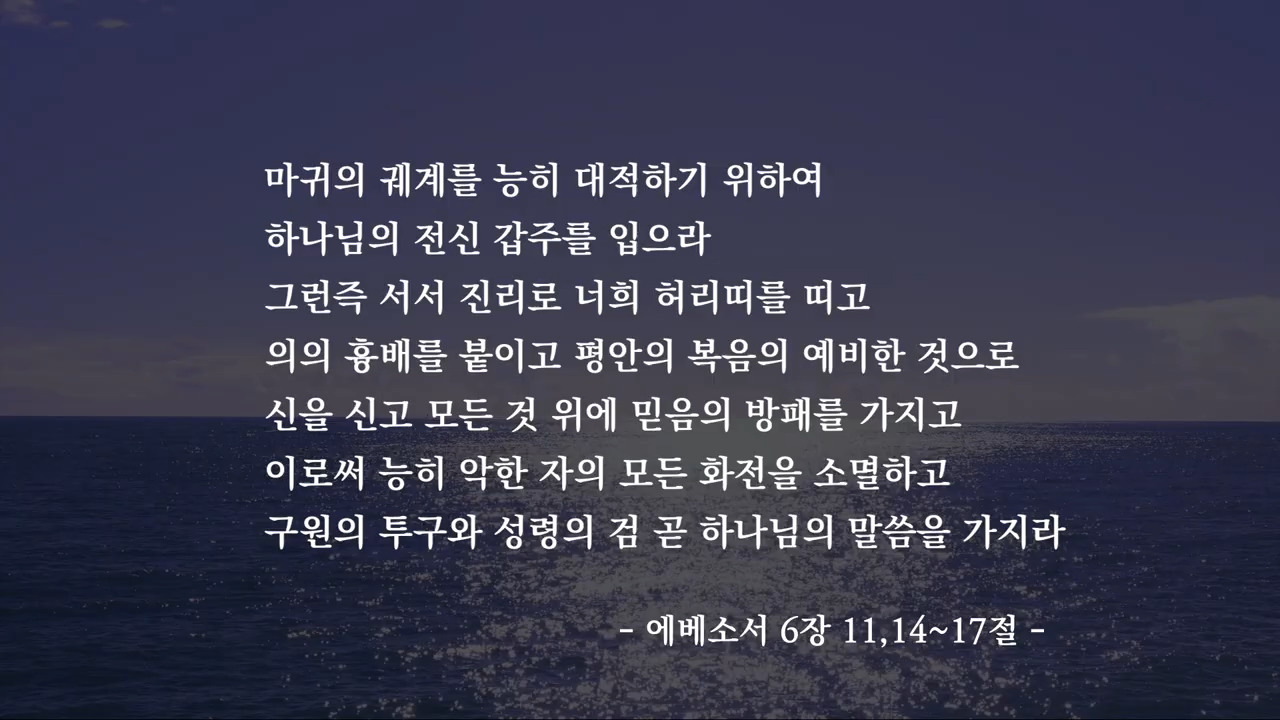 마귀의 궤계를 능히 대적하기 위하여
하나님의 전신 갑주를 입으라
그런즉 서서 진리로 너희 허리띠를 띠고
의의 흉배를 붙이고 평안의 복음의 예비한 것으로
신을 신고 모든 것 위에 믿음의 방패를 가지고
이로써 능히 악한 자의 모든 화전을 소멸하고
구원의 투구와 성령의 검 곧 하나님의 말씀을 가지라
- 에베소서 6장 11,14~17절 -